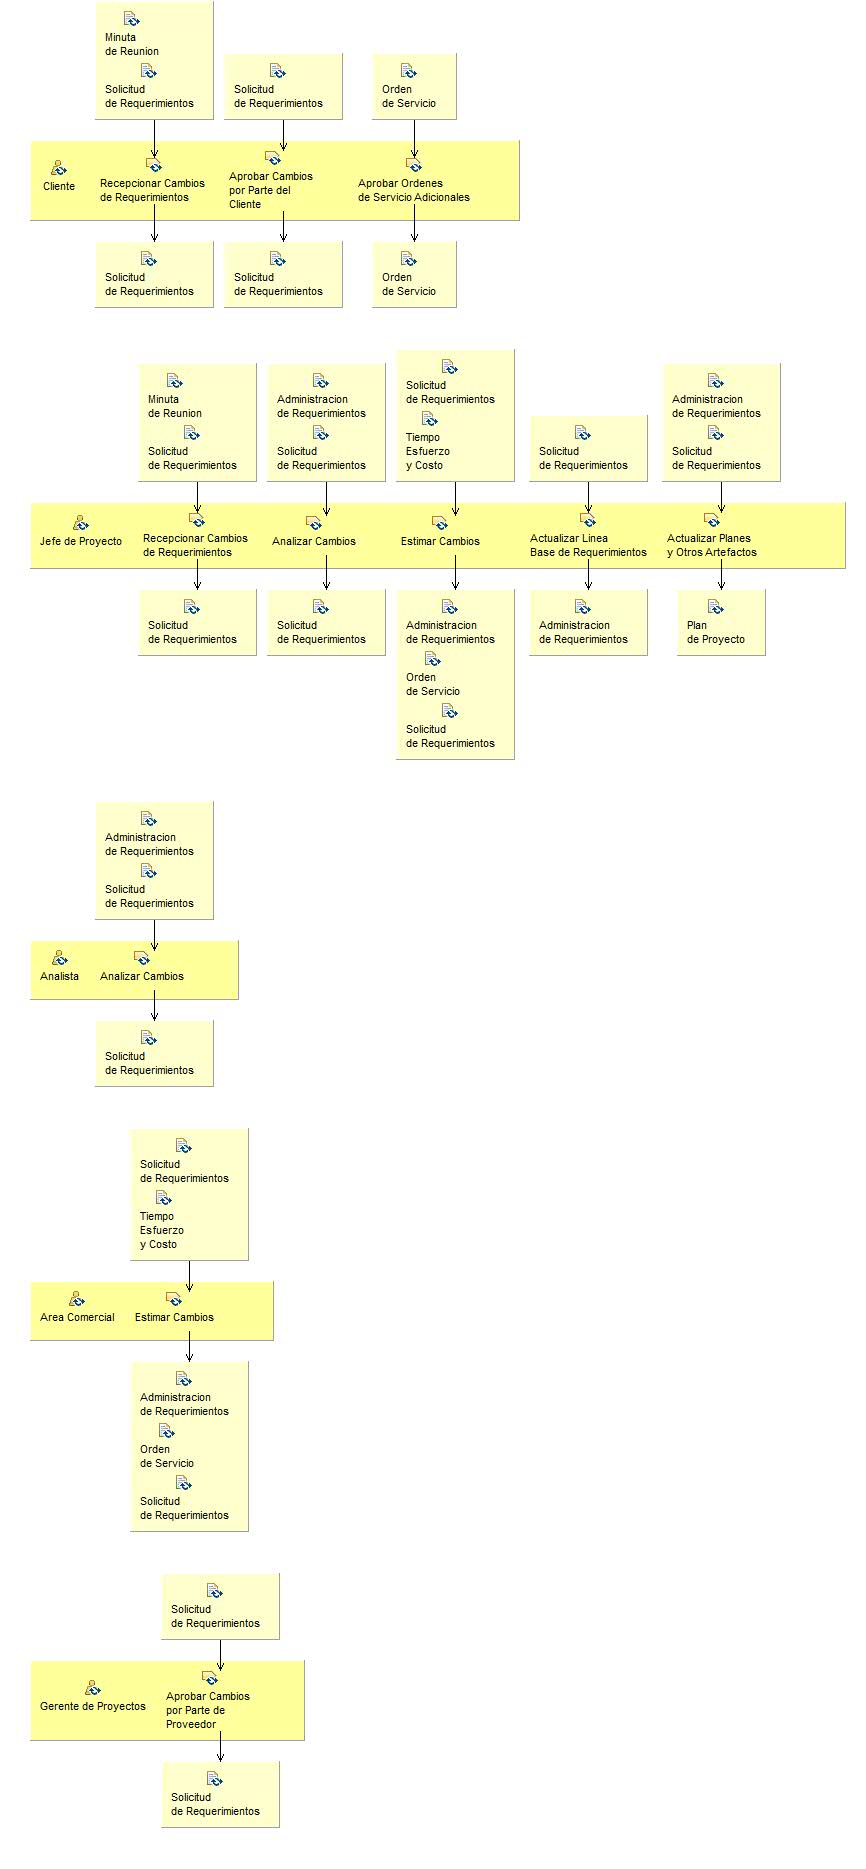 Minuta
de Reunion
Solicitud
de Requerimientos
Solicitud
de Requerimientos
Orden
de Servicio
Cliente
Recepcionar Cambios
de Requerimientos
Aprobar Cambios
por Parte del
Cliente
Aprobar Ordenes
de Servicio Adicionales
Solicitud
de Requerimientos
Solicitud
de Requerimientos
Orden
de Servicio
Minuta
de Reunion
Solicitud
de Requerimientos
Administracion
de Requerimientos
Solicitud
de Requerimientos
Solicitud
de Requerimientos
Tiempo
Esfuerzo
y Costo
Solicitud
de Requerimientos
Administracion
de Requerimientos
Solicitud
de Requerimientos
Jefe de Proyecto
Recepcionar Cambios
de Requerimientos
Analizar Cambios
Estimar Cambios
Actualizar Linea
Base de Requerimientos
Actualizar Planes
y Otros Artefactos
Solicitud
de Requerimientos
Solicitud
de Requerimientos
Administracion
de Requerimientos
Orden
de Servicio
Solicitud
de Requerimientos
Administracion
de Requerimientos
Plan
de Proyecto
Administracion
de Requerimientos
Solicitud
de Requerimientos
Analista
Analizar Cambios
Solicitud
de Requerimientos
Solicitud
de Requerimientos
Tiempo
Esfuerzo
y Costo
Area Comercial
Estimar Cambios
Administracion
de Requerimientos
Orden
de Servicio
Solicitud
de Requerimientos
Solicitud
de Requerimientos
Gerente de Proyectos
Aprobar Cambios
por Parte de
Proveedor
Solicitud
de Requerimientos